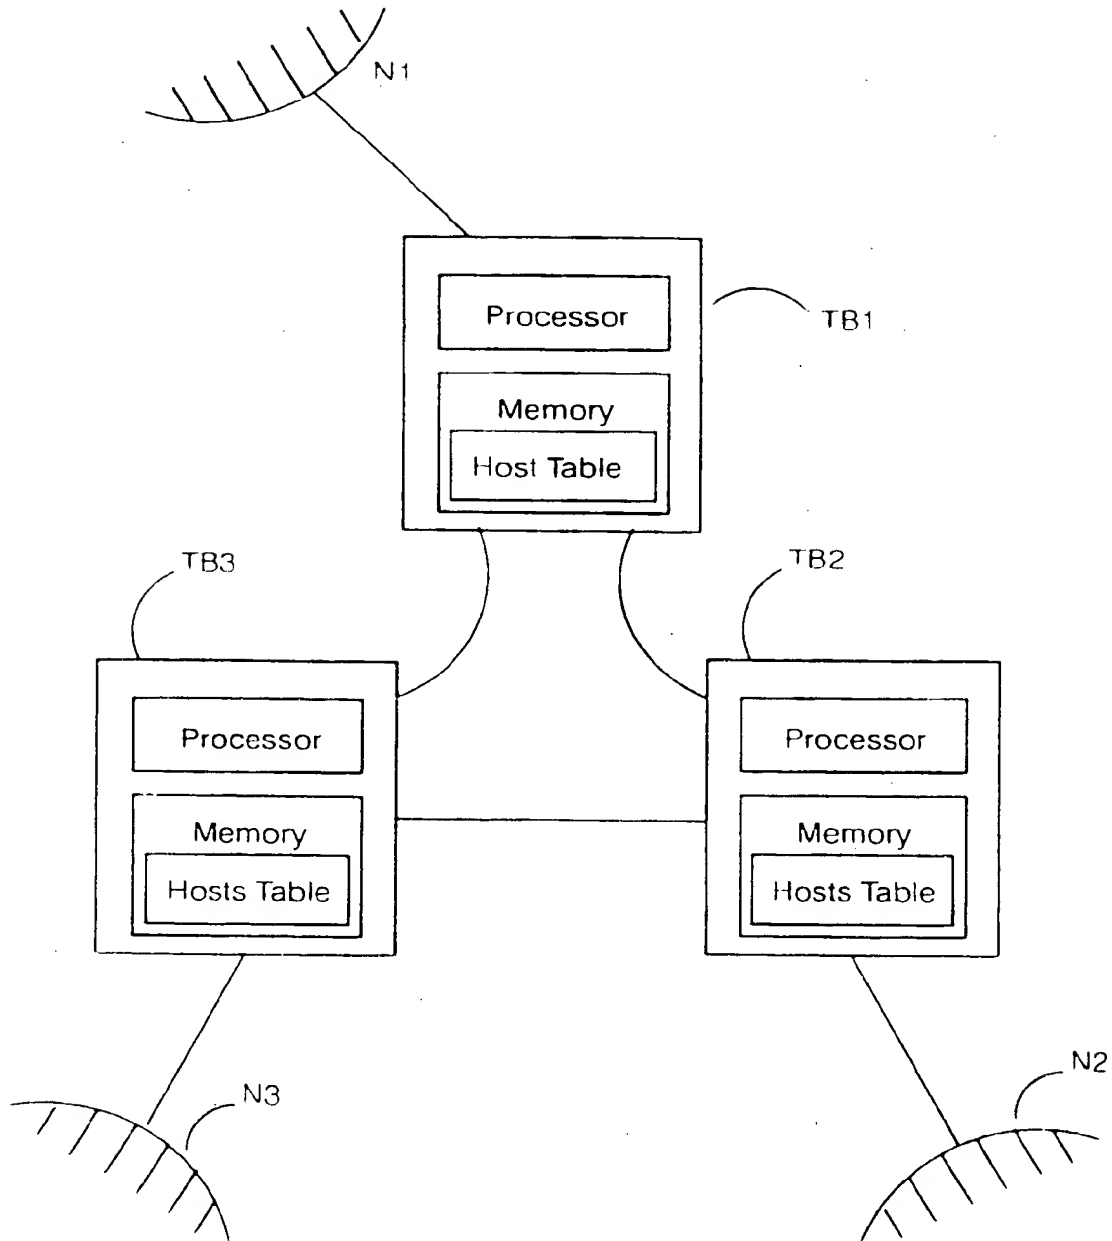 N1
Processor
TB1
Memory
Host Table
TB3
TB2
Processor
Processor
Memory
Memory
Hosts Table
Hosts Table
N3
N2